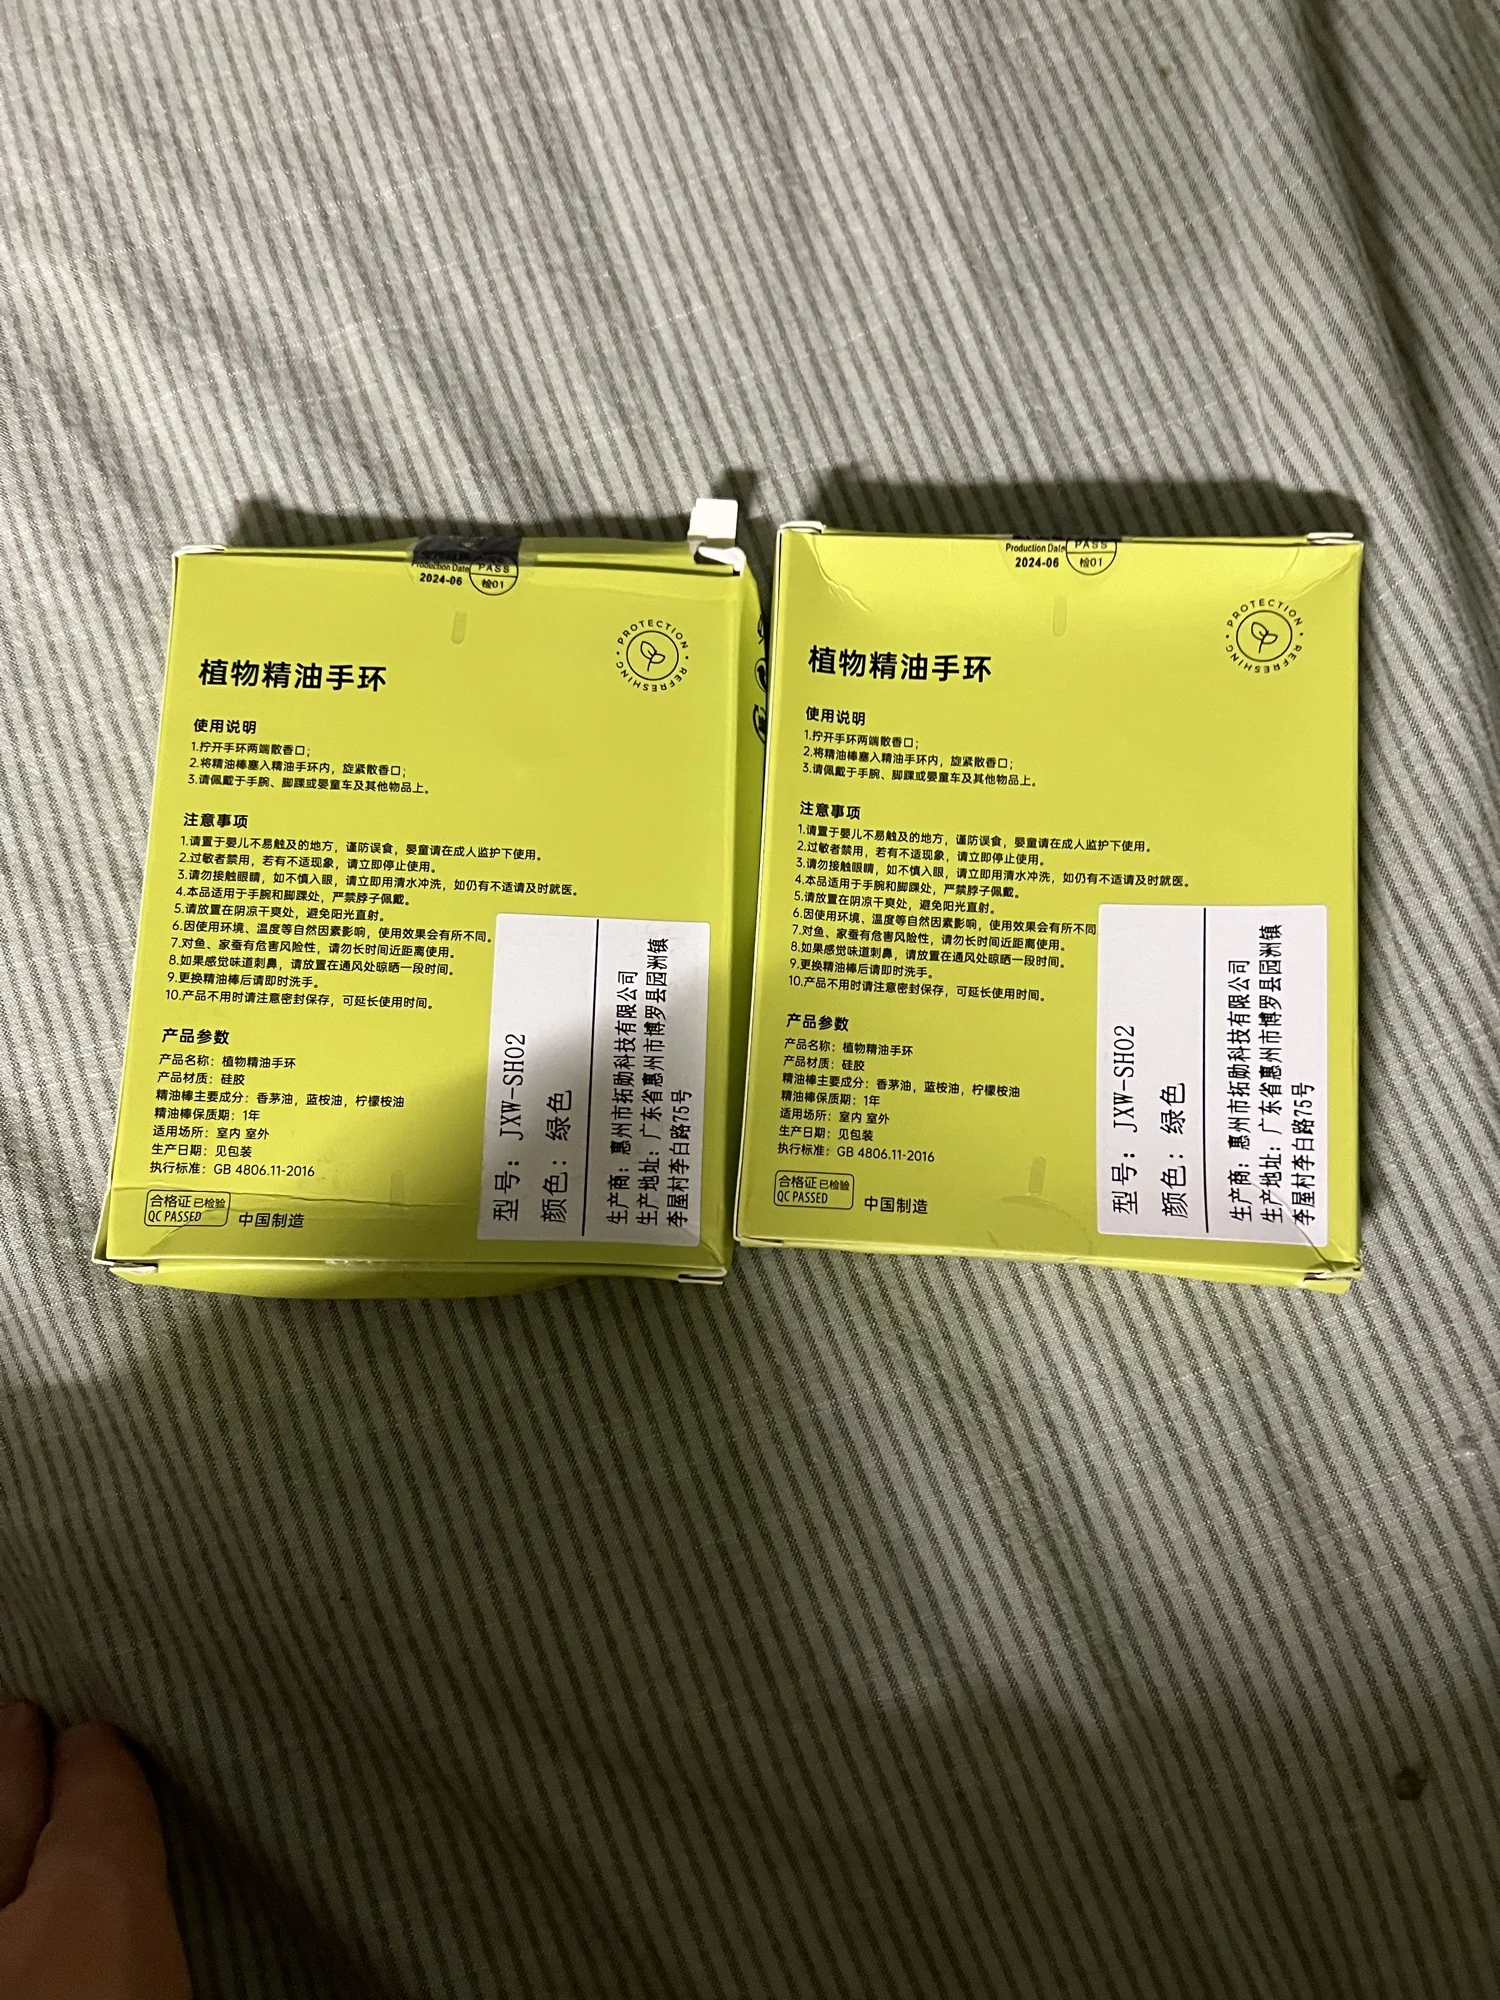 Production Date
2024-06
PASS
检01
PROTECTION · REFRESHING ·
植物精油手环
使用说明
1.拧开手环两端散香口；
2.将精油棒塞入精油手环内，旋紧散香口；
3.请佩戴于手腕、脚踝或婴童车及其他物品上。
注意事项
1.请置于婴儿不易触及的地方，谨防误食，婴童请在成人监护下使用。
2.过敏者禁用，若有不适现象，请立即停止使用。
3.请勿接触眼睛，如不慎入眼，请立即用清水冲洗，如仍有不适请及时就医。
4.本品适用于手腕和脚踝处，严禁脖子佩戴。
5.请放置在阴凉干爽处，避免阳光直射。
6.因使用环境、温度等自然因素影响，使用效果会有所不同。
7.对鱼、家蚕有危害风险性，请勿长时间近距离使用。
8.如果感觉味道刺鼻，请放置在通风处晾晒一段时间。
9.更换精油棒后请即时洗手。
10.产品不用时请注意密封保存，可延长使用时间。
产品参数
产品名称：植物精油手环
产品材质：硅胶
精油棒主要成分：香茅油，蓝桉油，柠檬桉油
精油棒保质期：1年
适用场所：室内 室外
生产日期：见包装
执行标准：GB 4806.11-2016
合格证 已检验
QC PASSED
中国制造
型号：JXW-SH02
颜色：绿色
生产商：惠州市拓勋科技有限公司
生产地址：广东省惠州市博罗县园洲镇
李屋村李白路75号
Production Date
2024-06
PASS
检01
PROTECTION · REFRESHING ·
植物精油手环
使用说明
1.拧开手环两端散香口；
2.将精油棒塞入精油手环内，旋紧散香口；
3.请佩戴于手腕、脚踝或婴童车及其他物品上。
注意事项
1.请置于婴儿不易触及的地方，谨防误食，婴童请在成人监护下使用。
2.过敏者禁用，若有不适现象，请立即停止使用。
3.请勿接触眼睛，如不慎入眼，请立即用清水冲洗，如仍有不适请及时就医。
4.本品适用于手腕和脚踝处，严禁脖子佩戴。
5.请放置在阴凉干爽处，避免阳光直射。
6.因使用环境、温度等自然因素影响，使用效果会有所不同
7.对鱼、家蚕有危害风险性，请勿长时间近距离使用。
8.如果感觉味道刺鼻，请放置在通风处晾晒一段时间。
9.更换精油棒后请即时洗手。
10.产品不用时请注意密封保存，可延长使用时间。
产品参数
产品名称：植物精油手环
产品材质：硅胶
精油棒主要成分：香茅油，蓝桉油，柠檬桉油
精油棒保质期：1年
适用场所：室内 室外
生产日期：见包装
执行标准：GB 4806.11-2016
合格证 已检验
QC PASSED
中国制造
型号：JXW-SH02
颜色：绿色
生产商：惠州市拓勋科技有限公司
生产地址：广东省惠州市博罗县园洲镇
李屋村李白路75号